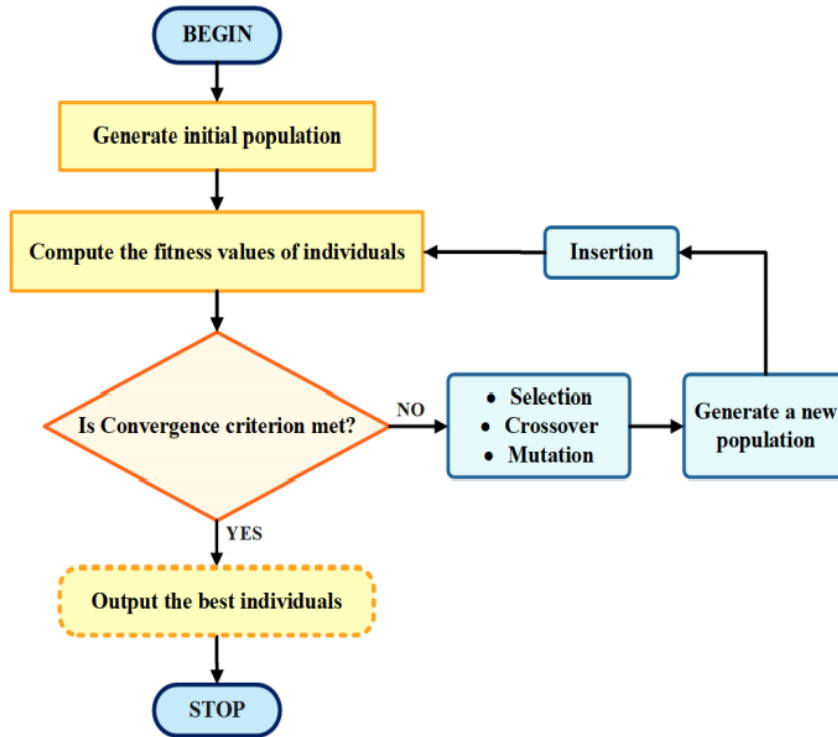 BEGIN
Generate initial population
Compute the fitness values of individuals
Insertion
Is Convergence criterion met?
NO
• Selection
• Crossover
• Mutation
Generate a new
population
YES
Output the best individuals
STOP